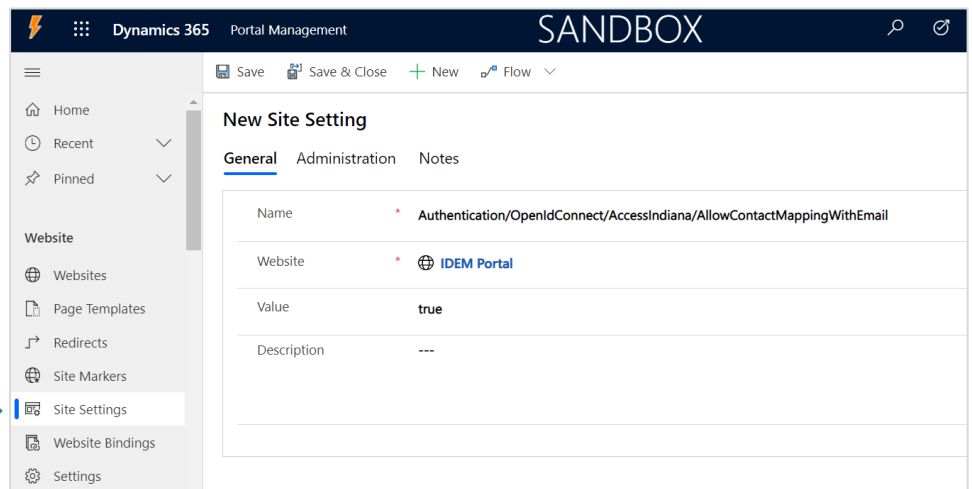 Dynamics 365 Portal Management SANDBOX
Save Save & Close New Flow
Home
Recent
Pinned
Website
Websites
Page Templates
Redirects
Site Markers
Site Settings
Website Bindings
Settings
New Site Setting
General Administration Notes
Name * Authentication/OpenIdConnect/AccessIndiana/AllowContactMappingWithEmail
Website * IDEM Portal
Value true
Description ---